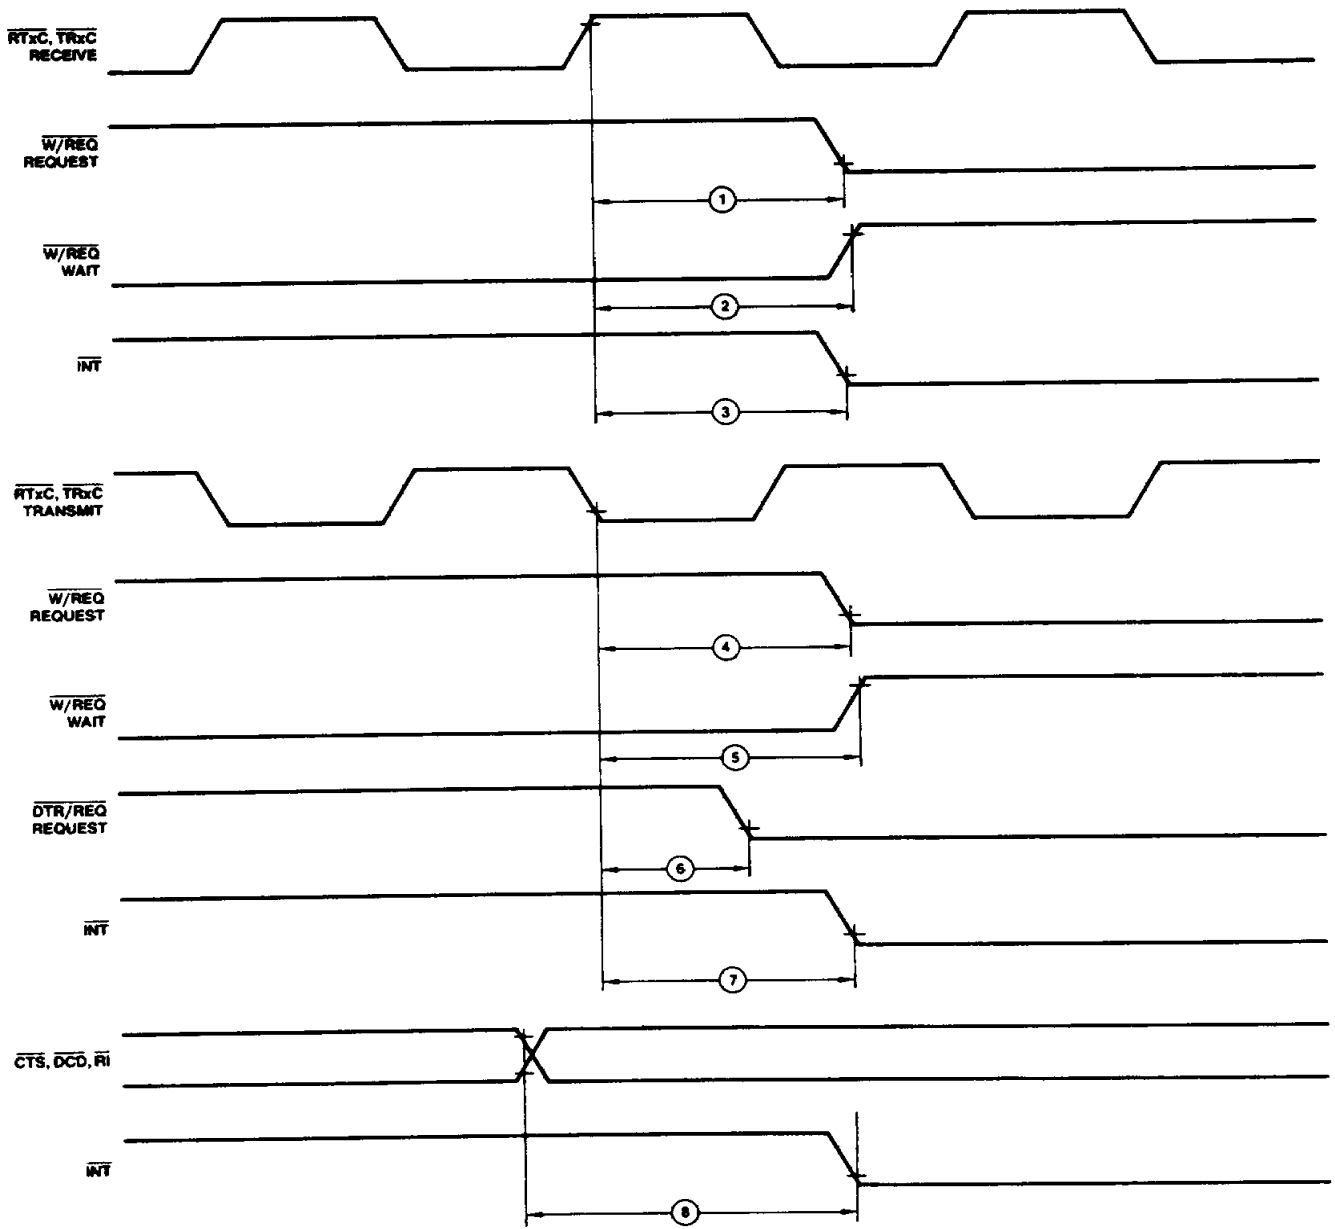 RTxC, TRxC
RECEIVE
W/REQ
REQUEST
1
W/REQ
WAIT
2
INT
3
RTxC, TRxC
TRANSMIT
W/REQ
REQUEST
4
W/REQ
WAIT
5
DTR/REQ
REQUEST
6
INT
7
CTS, DCD, RI
INT
8